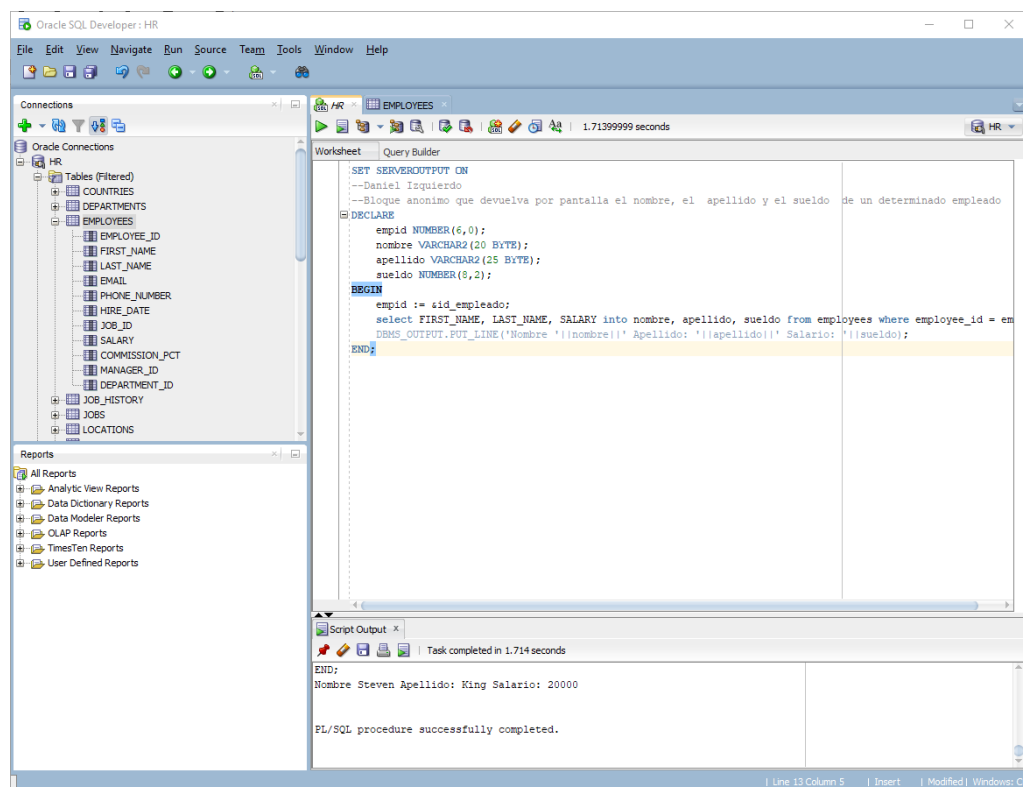 Oracle SQL Developer : HR
File Edit View Navigate Run Source Team Tools Window Help
Connections
Oracle Connections
HR
Tables (Filtered)
COUNTRIES
DEPARTMENTS
EMPLOYEES
EMPLOYEE_ID
FIRST_NAME
LAST_NAME
EMAIL
PHONE_NUMBER
HIRE_DATE
JOB_ID
SALARY
COMMISSION_PCT
MANAGER_ID
DEPARTMENT_ID
JOB_HISTORY
JOBS
LOCATIONS
Reports
All Reports
Analytic View Reports
Data Dictionary Reports
Data Modeler Reports
OLAP Reports
TimesTen Reports
User Defined Reports
HR EMPLOYEES
1.71399999 seconds HR
Worksheet Query Builder
SET SERVEROUTPUT ON
--Daniel Izquierdo
--Bloque anonimo que devuelva por pantalla el nombre, el  apellido y el sueldo  de un determinado empleado
DECLARE
empid NUMBER(6,0);
nombre VARCHAR2(20 BYTE);
apellido VARCHAR2(25 BYTE);
sueldo NUMBER(8,2);
BEGIN
empid := &id_empleado;
select FIRST_NAME, LAST_NAME, SALARY into nombre, apellido, sueldo from employees where employee_id = em
DBMS_OUTPUT.PUT_LINE('Nombre '||nombre||' Apellido: '||apellido||' Salario: '||sueldo);
END;
Script Output
Task completed in 1.714 seconds
END;
Nombre Steven Apellido: King Salario: 20000
PL/SQL procedure successfully completed.
Line 13 Column 5 | Insert | Modified | Windows: C